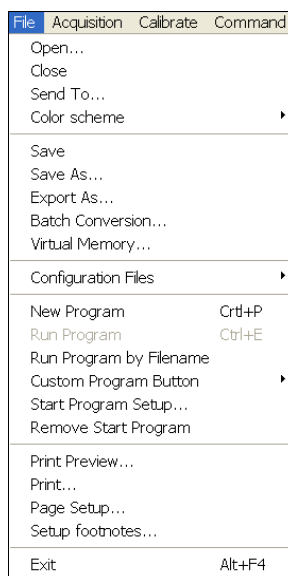 File Acquisition Calibrate Command
Open...
Close
Send To...
Color scheme
Save
Save As...
Export As...
Batch Conversion...
Virtual Memory...
Configuration Files
New Program Crtl+P
Run Program Ctrl+E
Run Program by Filename
Custom Program Button
Start Program Setup...
Remove Start Program
Print Preview...
Print...
Page Setup...
Setup footnotes...
Exit Alt+F4